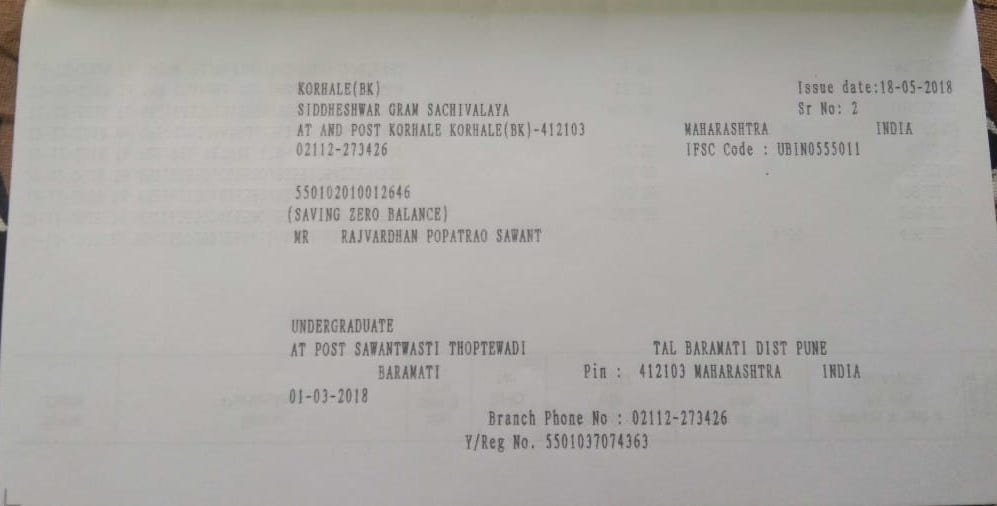 KORHALE(BK) Issue date:18-05-2018
SIDDHESHWAR GRAM SACHIVALAYA Sr No: 2
AT AND POST KORHALE KORHALE(BK)-412103 MAHARASHTRA INDIA
02112-273426 IFSC Code : UBIN0555011
550102010012646
(SAVING ZERO BALANCE)
MR RAJVARDHAN POPATRAO SAWANT
UNDERGRADUATE
AT POST SAWANTWASTI THOPTEWADI TAL BARAMATI DIST PUNE
BARAMATI Pin : 412103 MAHARASHTRA INDIA
01-03-2018
Branch Phone No : 02112-273426
Y/Reg No. 5501037074363